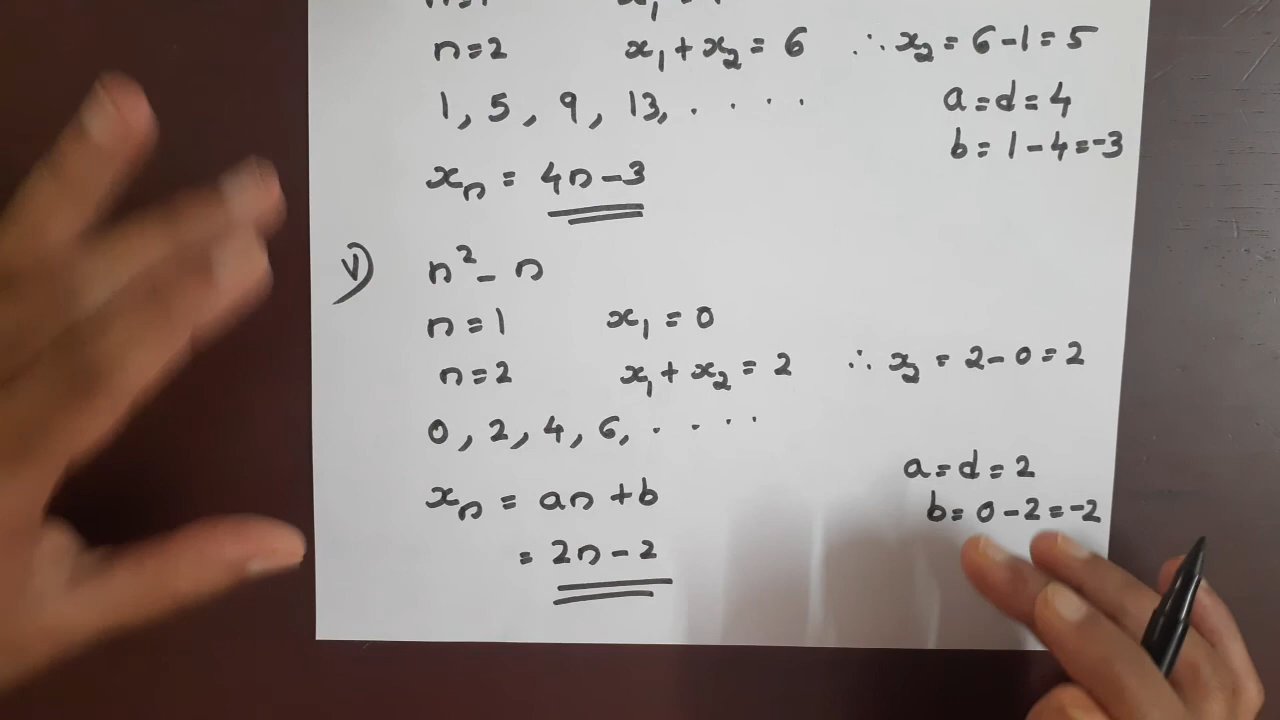 n=2 x₁+x₂ = 6 ∴ x₂ = 6-1 = 5
1, 5, 9, 13, . . . .
a = d = 4
b = 1 - 4 = -3
xₙ = 4n-3
v) n² - n
n = 1 x₁ = 0
n = 2 x₁ + x₂ = 2 ∴ x₂ = 2 - 0 = 2
0, 2, 4, 6, . . . .
a = d = 2
xₙ = an + b
b = 0 - 2 = -2
= 2n - 2